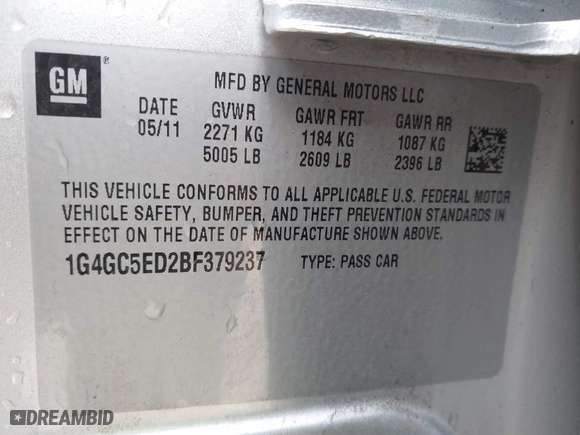 GM
MFD BY GENERAL MOTORS LLC
DATE GVWR GAWR FRT GAWR RR
05/11 2271 KG 1184 KG 1087 KG
5005 LB 2609 LB 2396 LB
THIS VEHICLE CONFORMS TO ALL APPLICABLE U.S. FEDERAL MOTOR
VEHICLE SAFETY, BUMPER, AND THEFT PREVENTION STANDARDS IN
EFFECT ON THE DATE OF MANUFACTURE SHOWN ABOVE.
1G4GC5ED2BF379237 TYPE: PASS CAR
DREAMBID